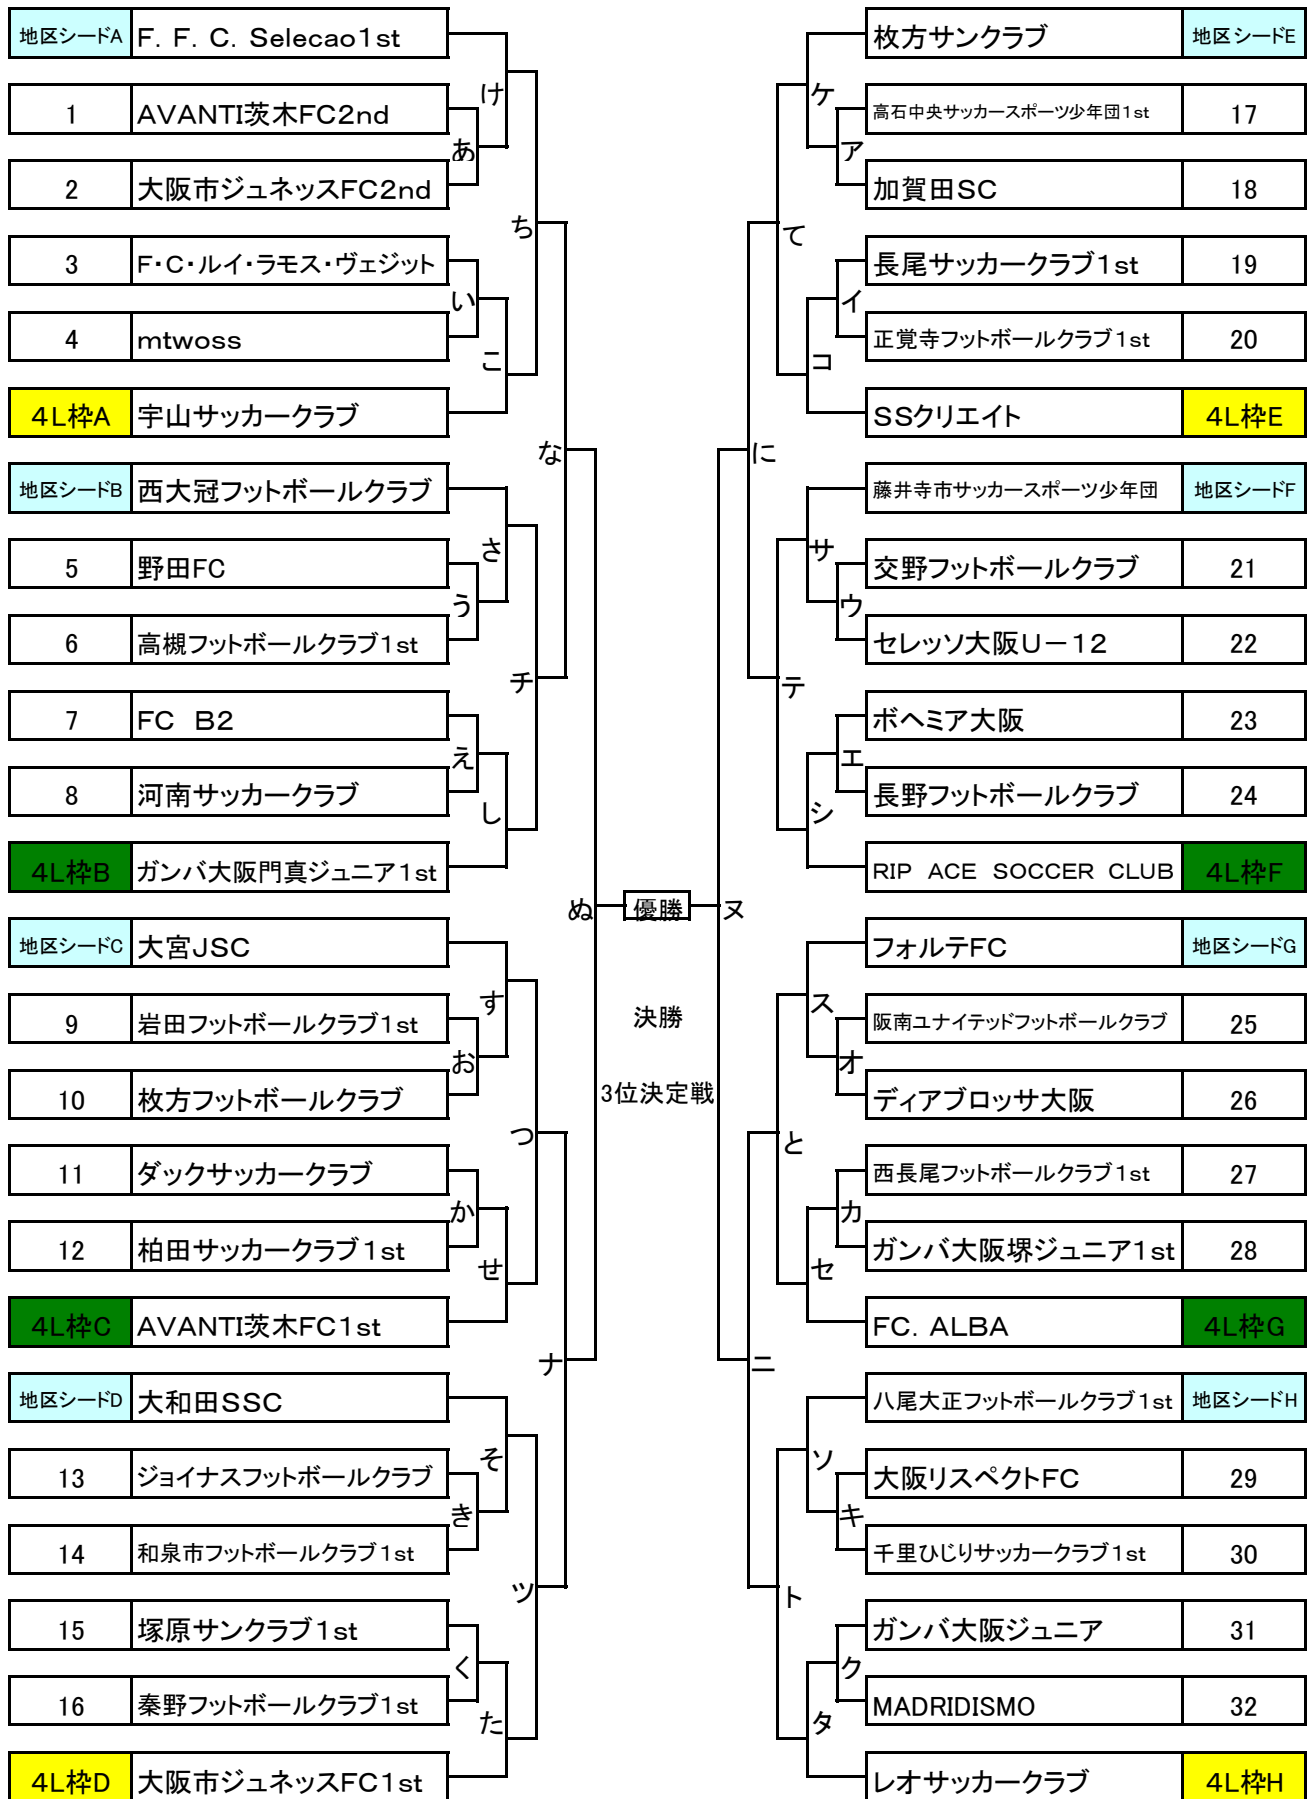 地区シードA F．F．C．Selecao1st
け
1 AVANTI茨木FC2nd
あ
2 大阪市ジュネッスFC2nd
ち
3 F・C・ルイ・ラモス・ヴェジット
い
4 mtwoss
こ
4L枠A 宇山サッカークラブ
な
地区シードB 西大冠フットボールクラブ
さ
5 野田FC
う
6 高槻フットボールクラブ1st
チ
7 FC　B2
え
8 河南サッカークラブ
し
4L枠B ガンバ大阪門真ジュニア1st
ぬ
地区シードC 大宮JSC
す
9 岩田フットボールクラブ1st
お
10 枚方フットボールクラブ
つ
11 ダックサッカークラブ
か
12 柏田サッカークラブ1st
せ
4L枠C AVANTI茨木FC1st
ナ
地区シードD 大和田SSC
そ
13 ジョイナスフットボールクラブ
き
14 和泉市フットボールクラブ1st
ツ
15 塚原サンクラブ1st
く
16 秦野フットボールクラブ1st
た
4L枠D 大阪市ジュネッスFC1st
優勝
決勝
3位決定戦
枚方サンクラブ 地区シードE
ケ
高石中央サッカースポーツ少年団1st 17
ア
加賀田SC 18
て
長尾サッカークラブ1st 19
イ
正覚寺フットボールクラブ1st 20
コ
SSクリエイト 4L枠E
に
藤井寺市サッカースポーツ少年団 地区シードF
サ
交野フットボールクラブ 21
ウ
セレッソ大阪U－12 22
テ
ボヘミア大阪 23
エ
長野フットボールクラブ 24
シ
RIP　ACE　SOCCER　CLUB 4L枠F
ヌ
フォルテFC 地区シードG
ス
阪南ユナイテッドフットボールクラブ 25
オ
ディアブロッサ大阪 26
と
西長尾フットボールクラブ1st 27
カ
ガンバ大阪堺ジュニア1st 28
セ
FC．ALBA 4L枠G
ニ
八尾大正フットボールクラブ1st 地区シードH
ソ
大阪リスペクトFC 29
キ
千里ひじりサッカークラブ1st 30
ト
ガンバ大阪ジュニア 31
ク
MADRIDISMO 32
タ
レオサッカークラブ 4L枠H